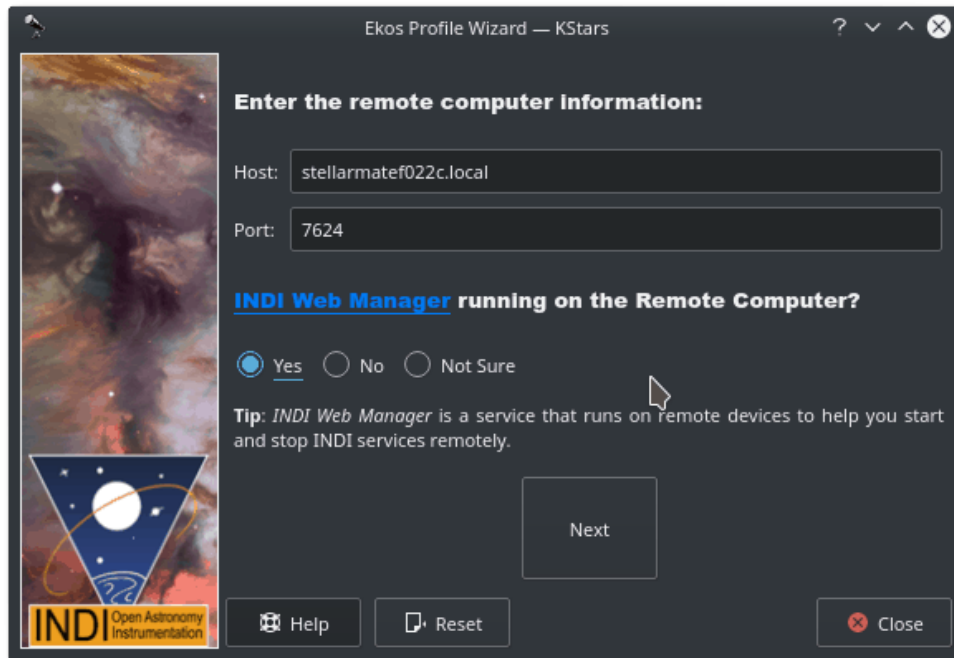 Ekos Profile Wizard — KStars
Enter the remote computer information:
Host: stellarmatef022c.local
Port: 7624
INDI Web Manager running on the Remote Computer?
Yes No Not Sure
Tip: INDI Web Manager is a service that runs on remote devices to help you start
and stop INDI services remotely.
Next
INDI Open Astronomy
Instrumentation
Help Reset Close